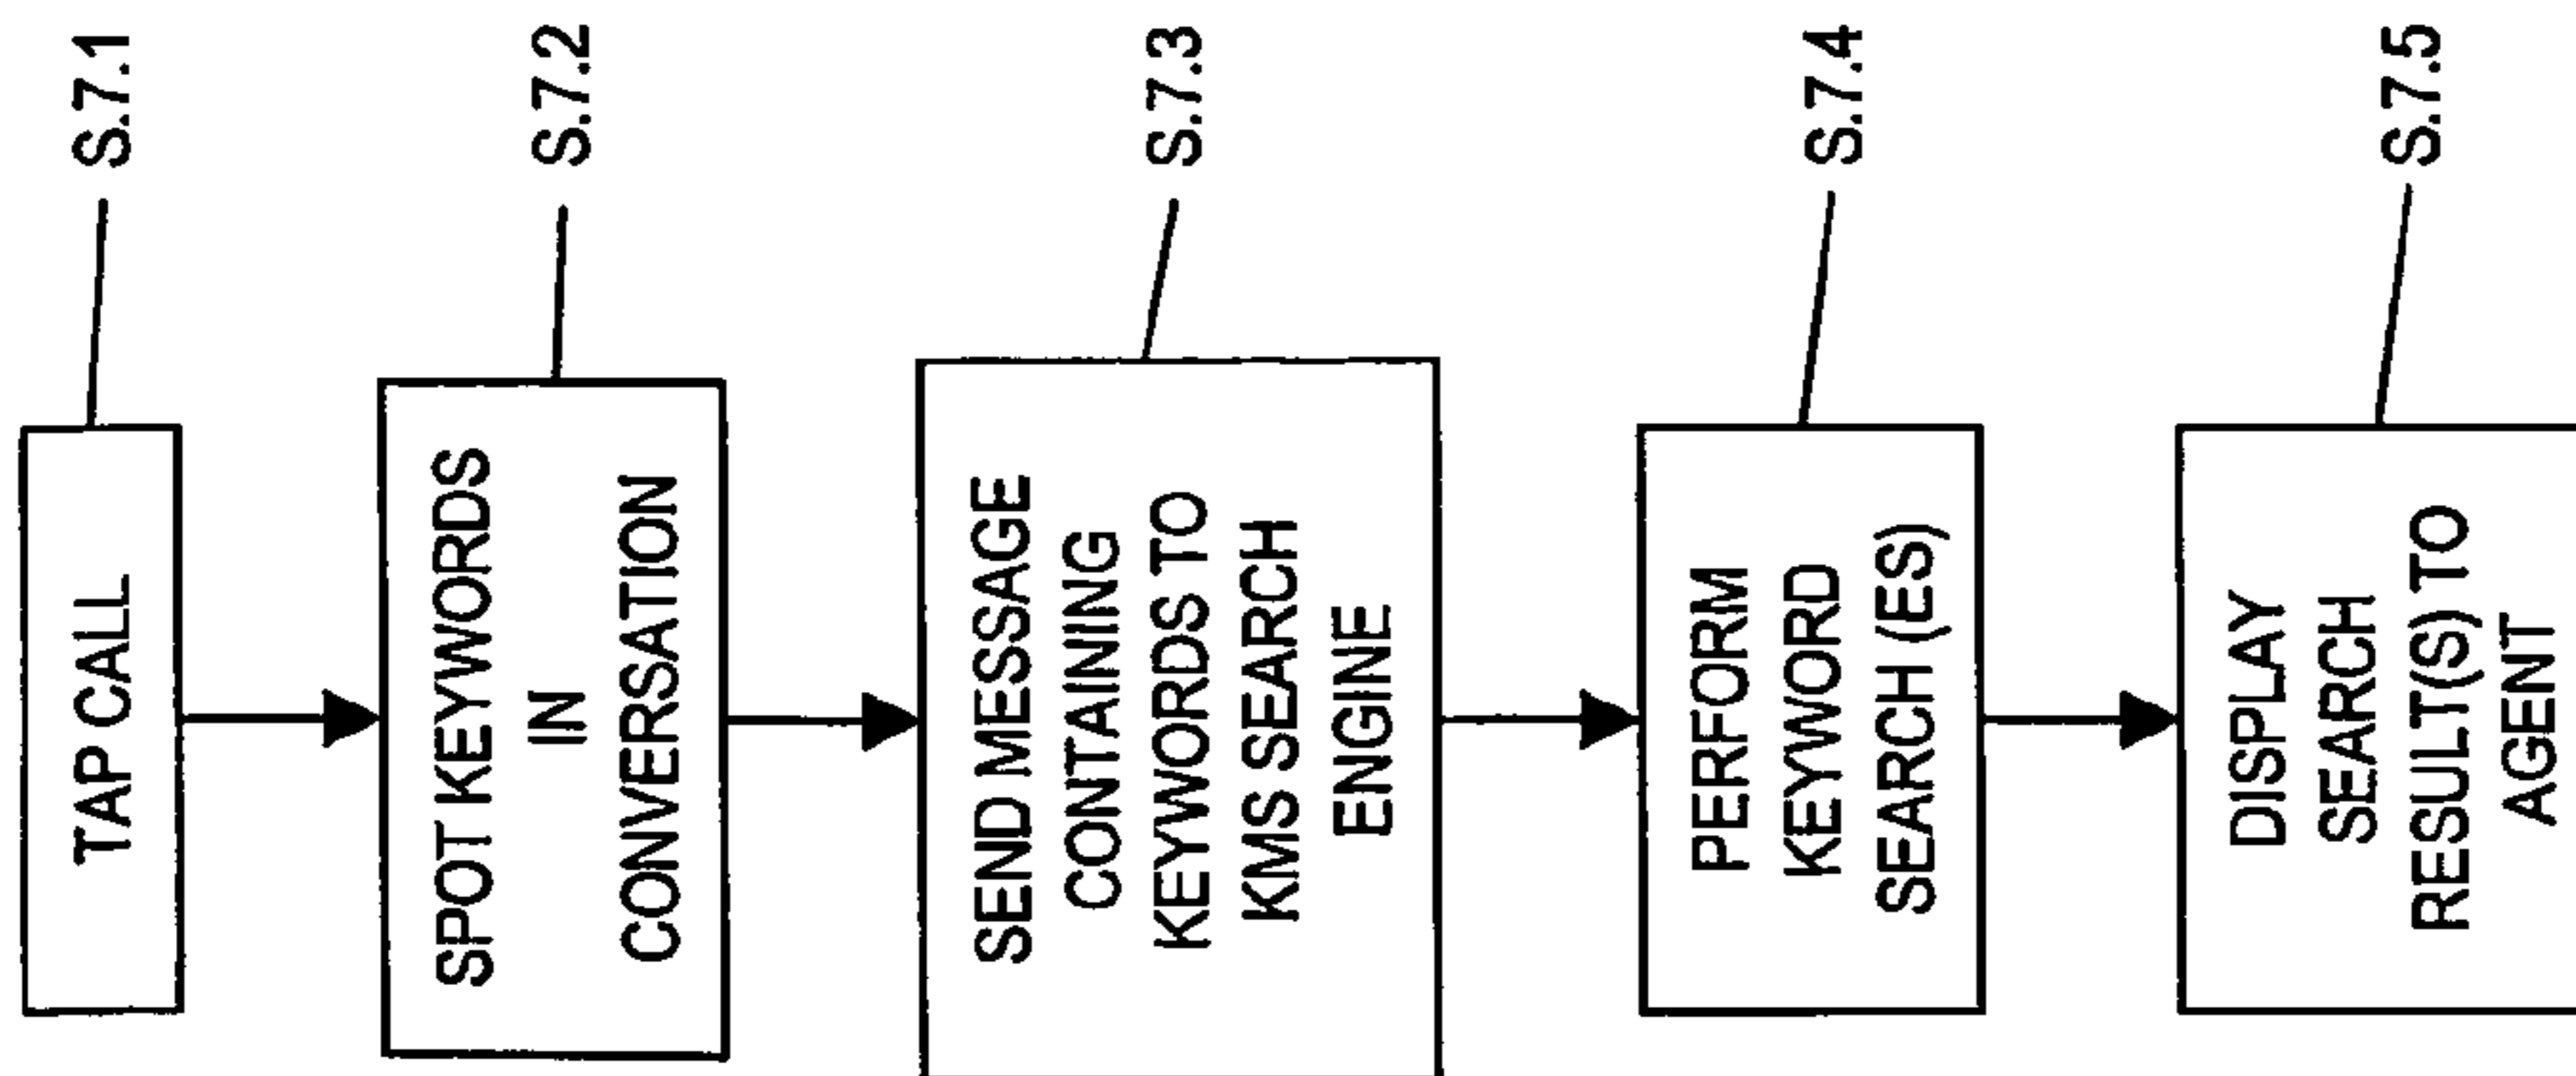 TAP CALL
S.7.1
SPOT KEYWORDS
IN
CONVERSATION
S.7.2
SEND MESSAGE
CONTAINING
KEYWORDS TO
KMS SEARCH
ENGINE
S.7.3
PERFORM
KEYWORD
SEARCH (ES)
S.7.4
DISPLAY
SEARCH
RESULT(S) TO
AGENT
S.7.5